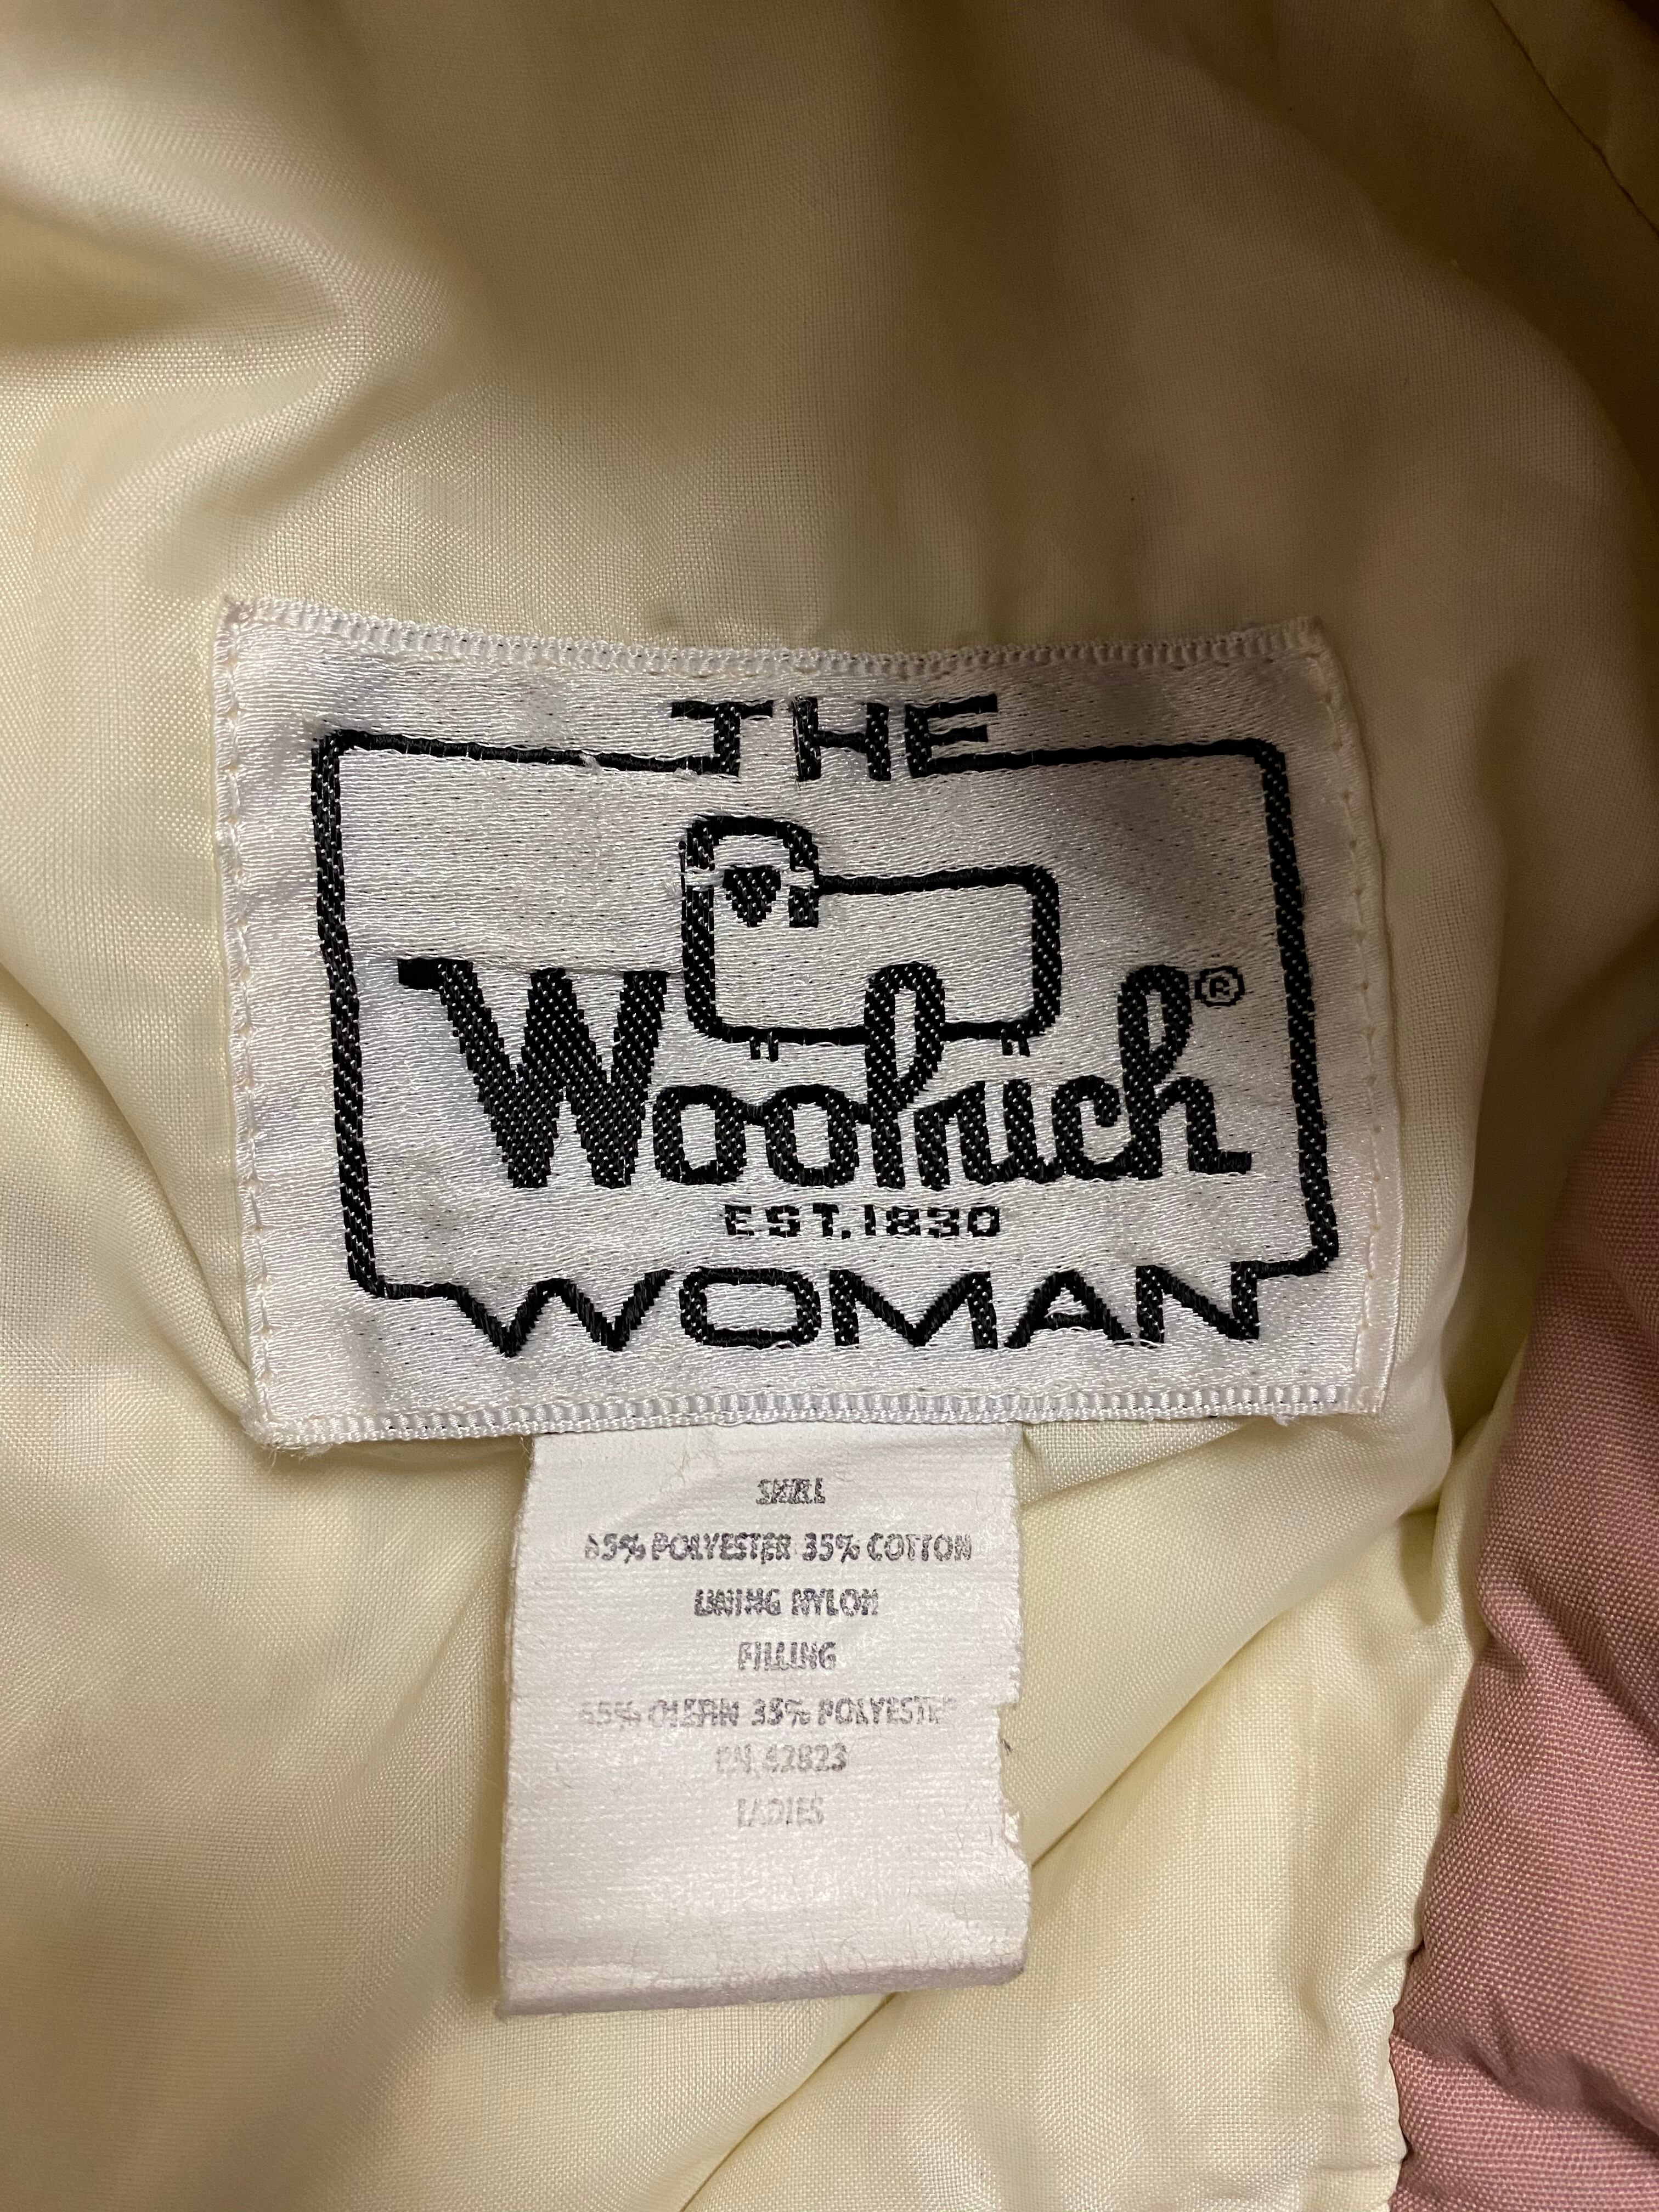 THE
Woolrich®
EST. 1830
WOMAN
SMALL
65% POLYESTER 35% COTTON
LINING NYLON
FILLING
65% OLEFIN 35% POLYESTER
RN 42823
LADIES